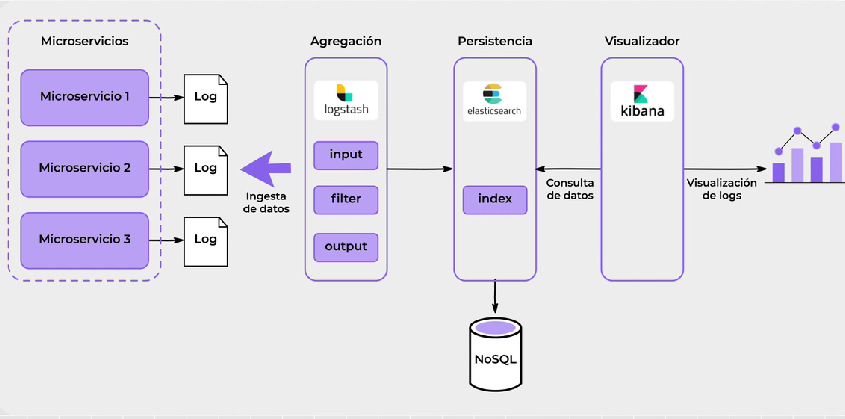 Microservicios
Agregación
Persistencia
Visualizador
Microservicio 1
Log
logstash
elasticsearch
kibana
Microservicio 2
Log
Ingesta
de datos
input
filter
output
index
Consulta
de datos
Visualización
de logs
Microservicio 3
Log
NoSQL